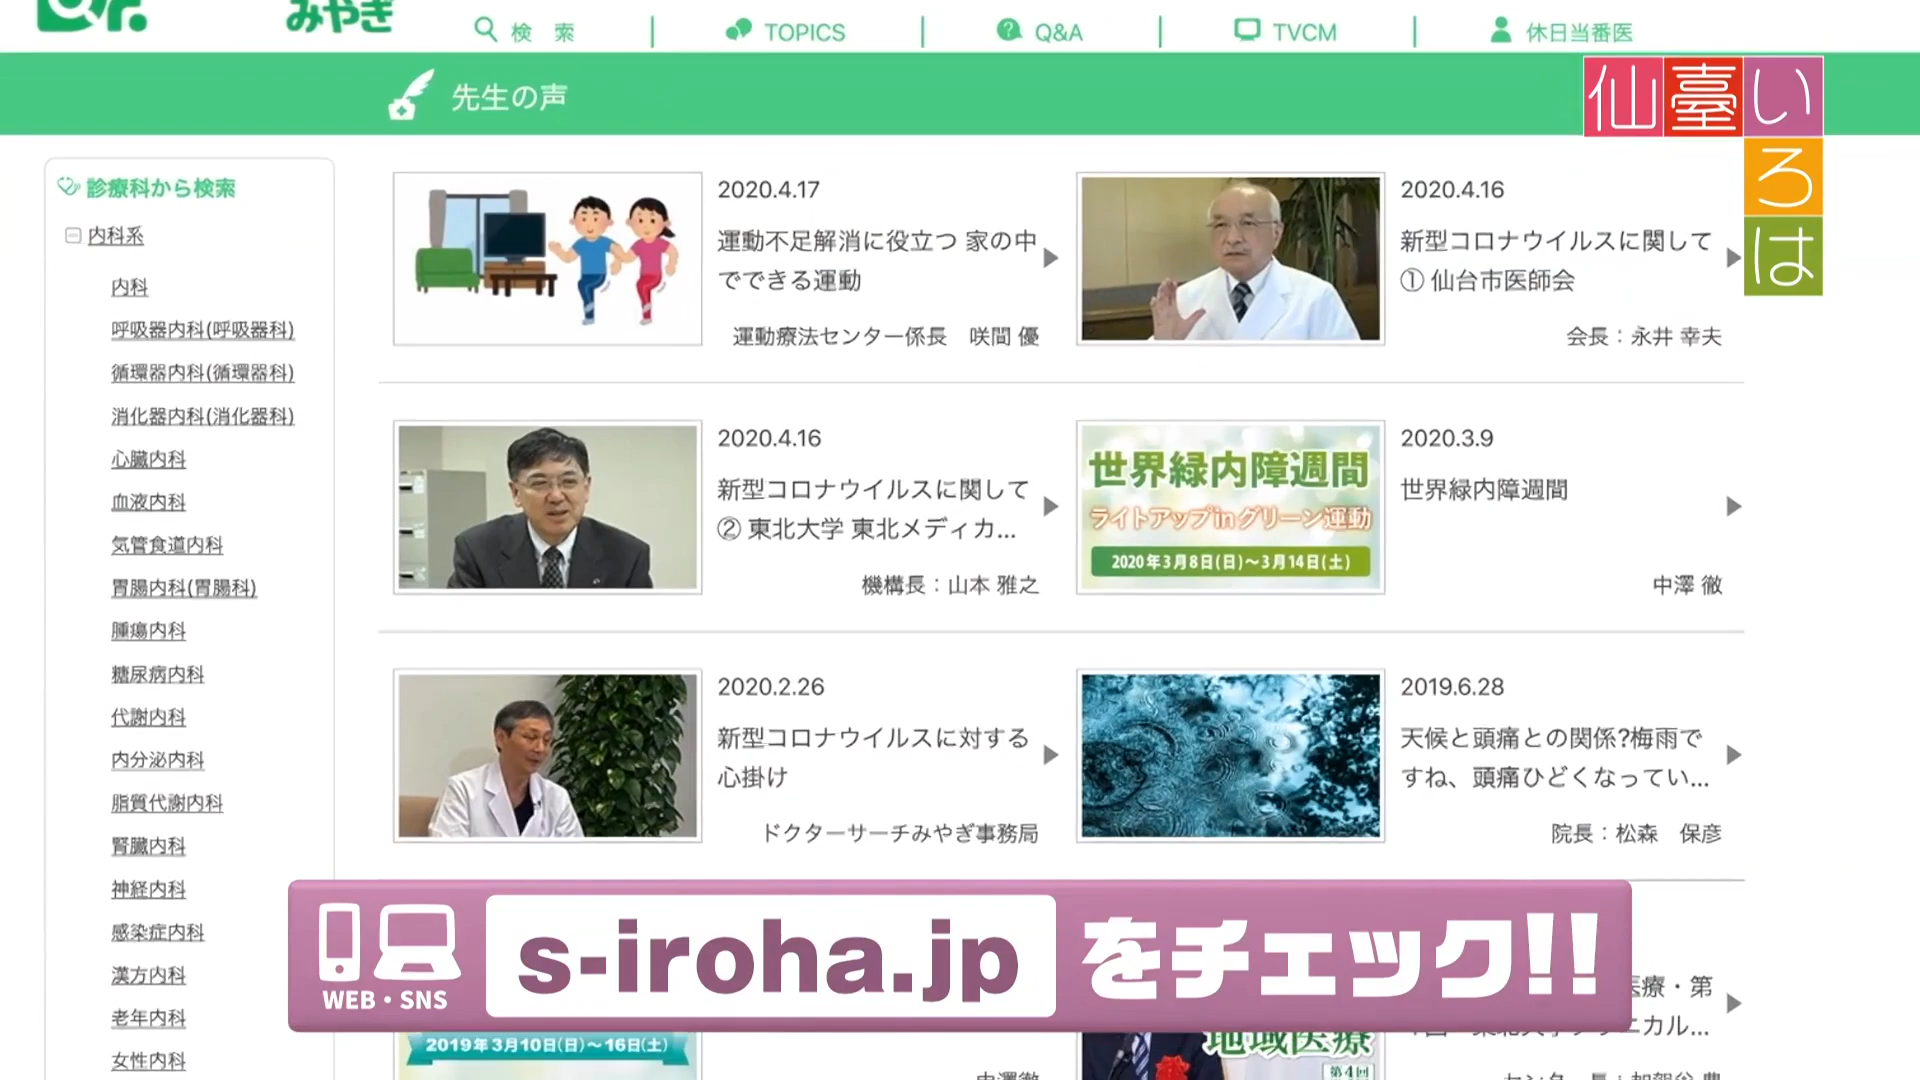 Dr.
みやぎ
検 索
TOPICS
Q&A
TVCM
休日当番医
先生の声
仙臺い
ろ
は
診療科から検索
内科系
内科
呼吸器内科(呼吸器科)
循環器内科(循環器科)
消化器内科(消化器科)
心臓内科
血液内科
気管食道内科
胃腸内科(胃腸科)
腫瘍内科
糖尿病内科
代謝内科
内分泌内科
脂質代謝内科
腎臓内科
神経内科
感染症内科
漢方内科
老年内科
女性内科
2020.4.17
運動不足解消に役立つ 家の中
でできる運動
運動療法センター係長 咲間 優
2020.4.16
新型コロナウイルスに関して
① 仙台市医師会
会長：永井 幸夫
2020.4.16
新型コロナウイルスに関して
② 東北大学 東北メディカ...
機構長：山本 雅之
世界緑内障週間
ライトアップinグリーン運動
2020年3月8日(日)～3月14日(土)
2020.3.9
世界緑内障週間
中澤 徹
2020.2.26
新型コロナウイルスに対する
心掛け
ドクターサーチみやぎ事務局
2019.6.28
天候と頭痛との関係?梅雨で
すね、頭痛ひどくなってい...
院長：松森 保彦
WEB・SNS
s-iroha.jp
をチェック!!
2019年3月10日(日)～16日(土)
中澤徹
地域医療
第4回
医療・第
ニカル...